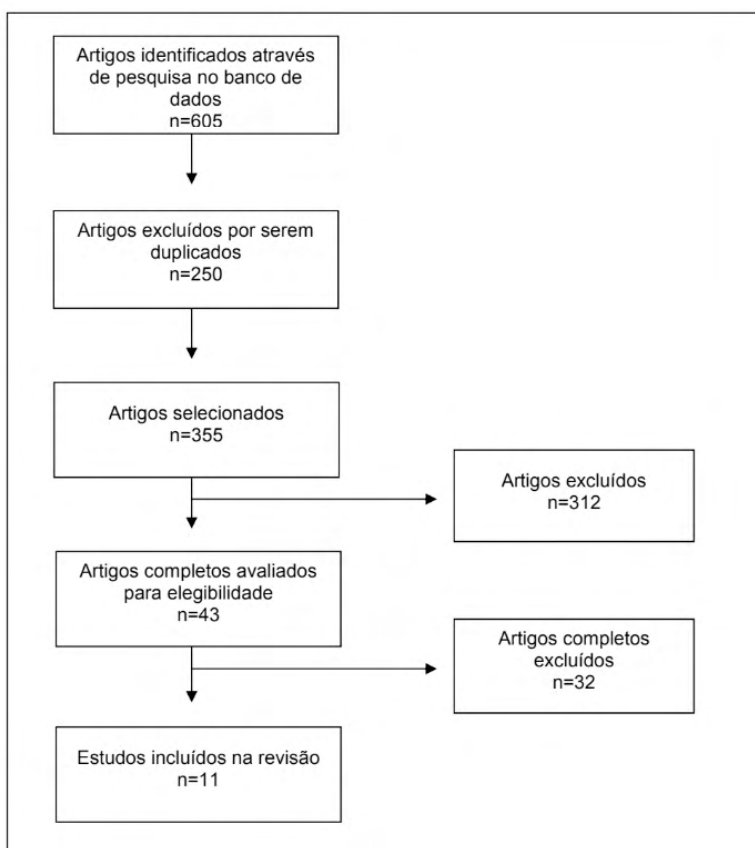 Artigos identificados através
de pesquisa no banco de
dados
n=605
Artigos excluídos por serem
duplicados
n=250
Artigos selecionados
n=355
Artigos excluídos
n=312
Artigos completos avaliados
para elegibilidade
n=43
Artigos completos
excluídos
n=32
Estudos incluídos na revisão
n=11